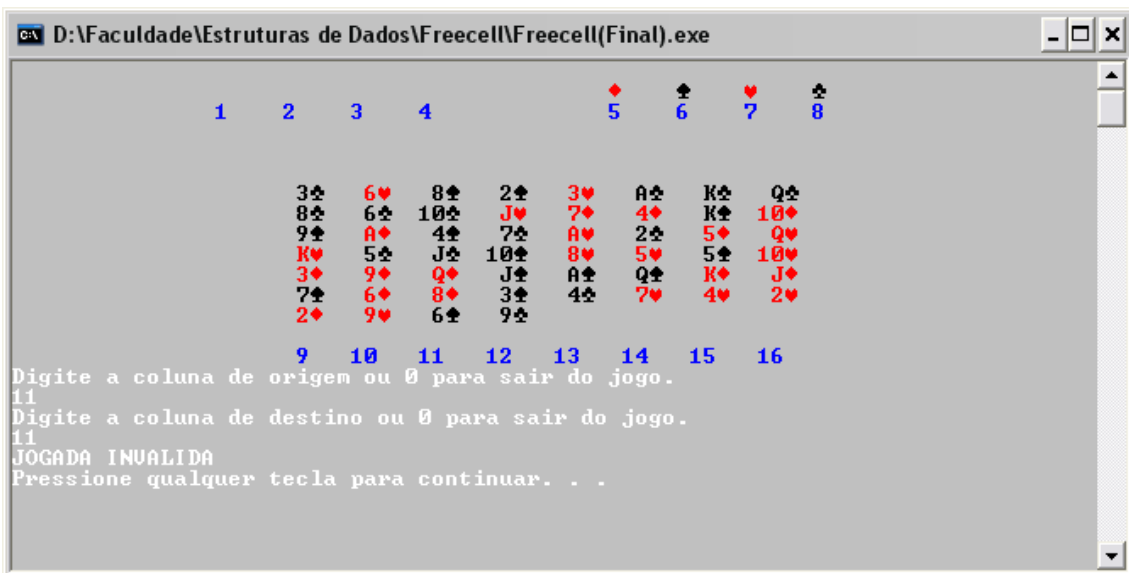 C:\ D:\Faculdade\Estruturas de Dados\Freecell\Freecell(Final).exe
♦ ♠ ♥ ♣
1 2 3 4 5 6 7 8
3♣ 6♥ 8♠ 2♠ 3♥ A♣ K♣ Q♣
8♣ 6♣ 10♣ J♥ 7♦ 4♦ K♠ 10♦
9♠ A♦ 4♠ 7♣ A♥ 2♣ 5♦ Q♥
K♥ 5♣ J♣ 10♠ 8♥ 5♥ 5♠ 10♥
3♦ 9♦ Q♦ J♠ A♠ Q♠ K♦ J♦
7♠ 6♦ 8♦ 3♠ 4♣ 7♥ 4♥ 2♥
2♦ 9♥ 6♠ 9♣
9 10 11 12 13 14 15 16
Digite a coluna de origem ou 0 para sair do jogo.
11
Digite a coluna de destino ou 0 para sair do jogo.
11
JOGADA INVALIDA
Pressione qualquer tecla para continuar. . .